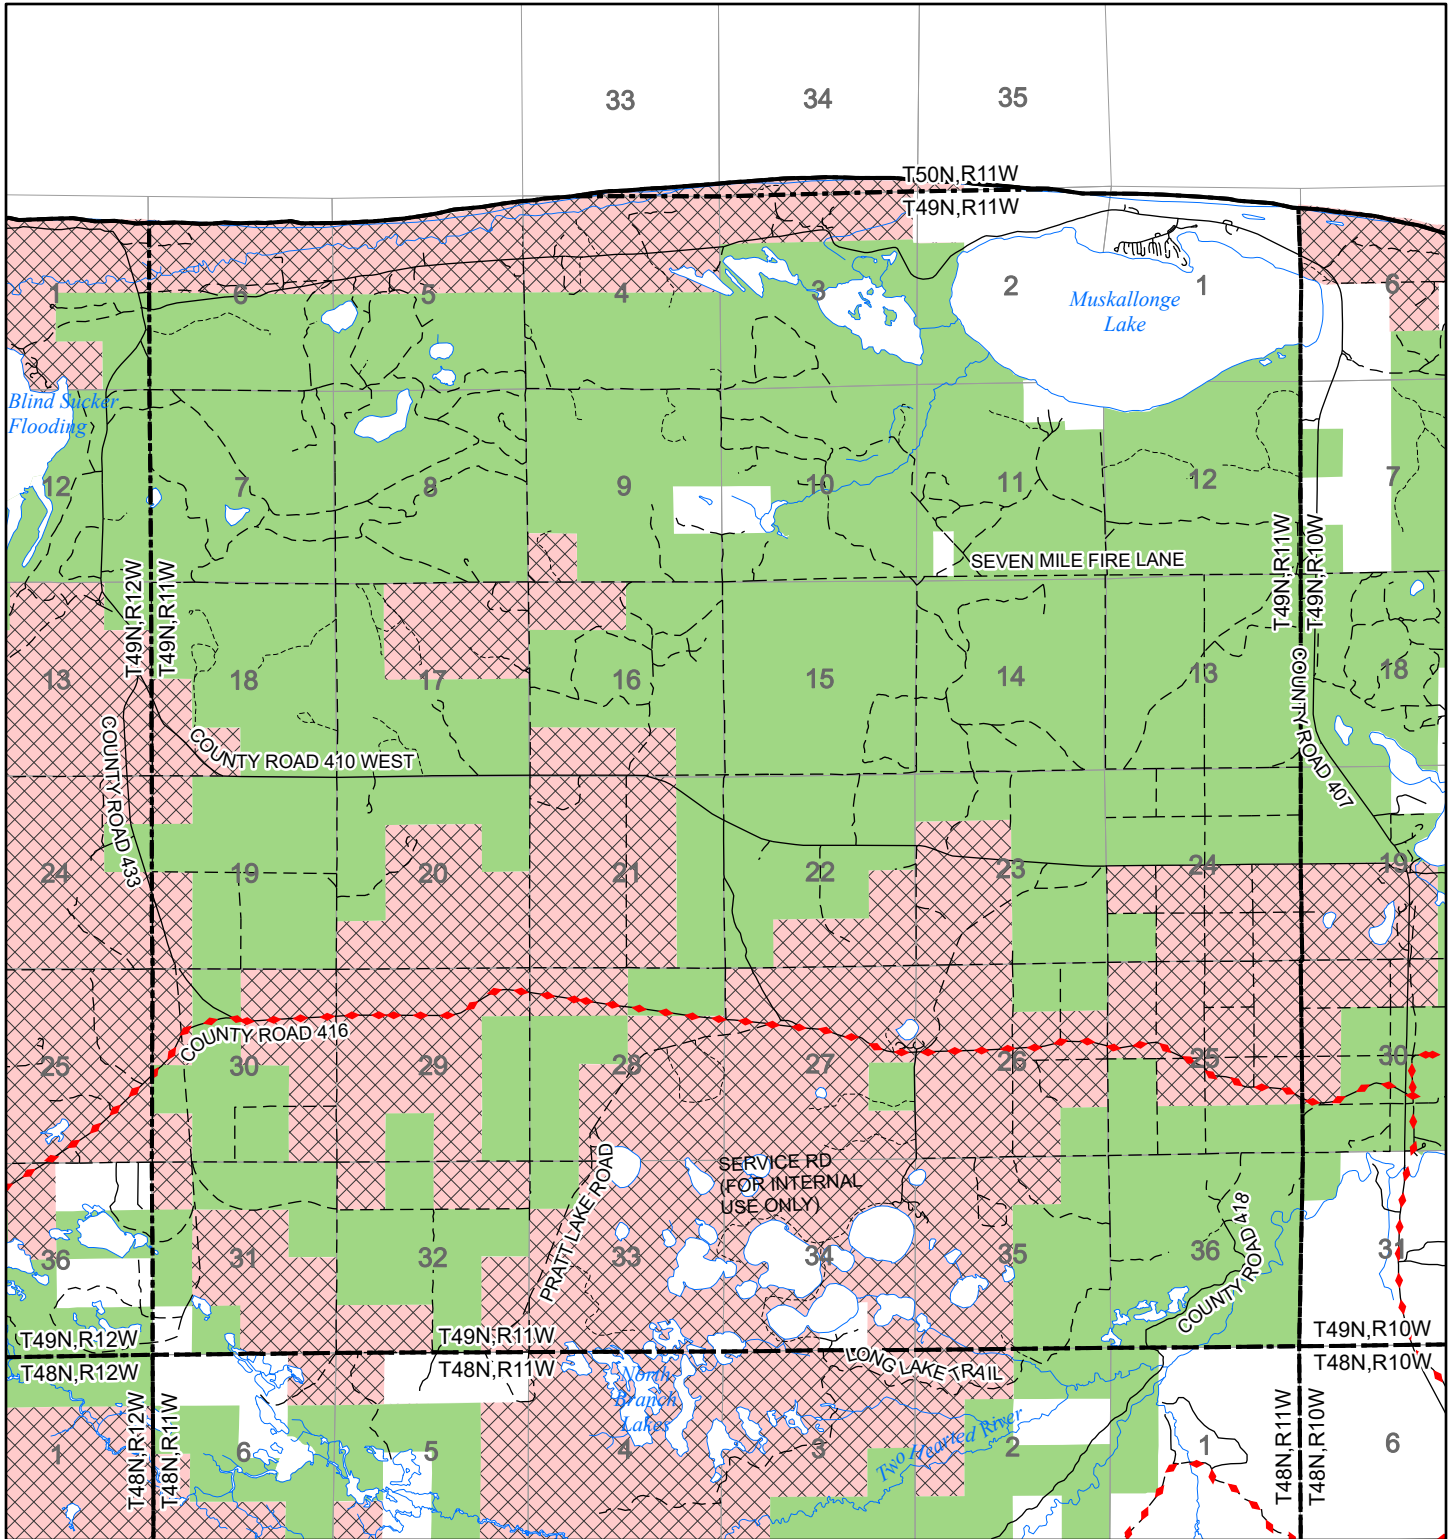 33
34
35
T50N,R11W
T49N,R11W
1
6
5
4
3
2
1
6
Muskallonge
Lake
Blind Sucker
Flooding
12
7
8
9
10
11
12
7
SEVEN MILE FIRE LANE
T49N,R12W
T49N,R11W
T49N,R11W
T49N,R10W
13
18
17
16
15
14
13
18
COUNTY ROAD 433
COUNTY ROAD 410 WEST
COUNTY ROAD 407
24
19
20
21
22
23
24
19
COUNTY ROAD 416
25
30
29
28
27
26
25
30
PRATT LAKE ROAD
SERVICE RD
(FOR INTERNAL
USE ONLY)
COUNTY ROAD 418
36
31
32
33
34
35
36
31
T49N,R12W
T48N,R12W
T49N,R11W
T48N,R11W
LONG LAKE TRAIL
T49N,R10W
T48N,R10W
North
Branch
Lakes
Two Hearted River
T48N,R12W
T48N,R11W
T48N,R11W
T48N,R10W
1
6
5
4
3
2
1
6